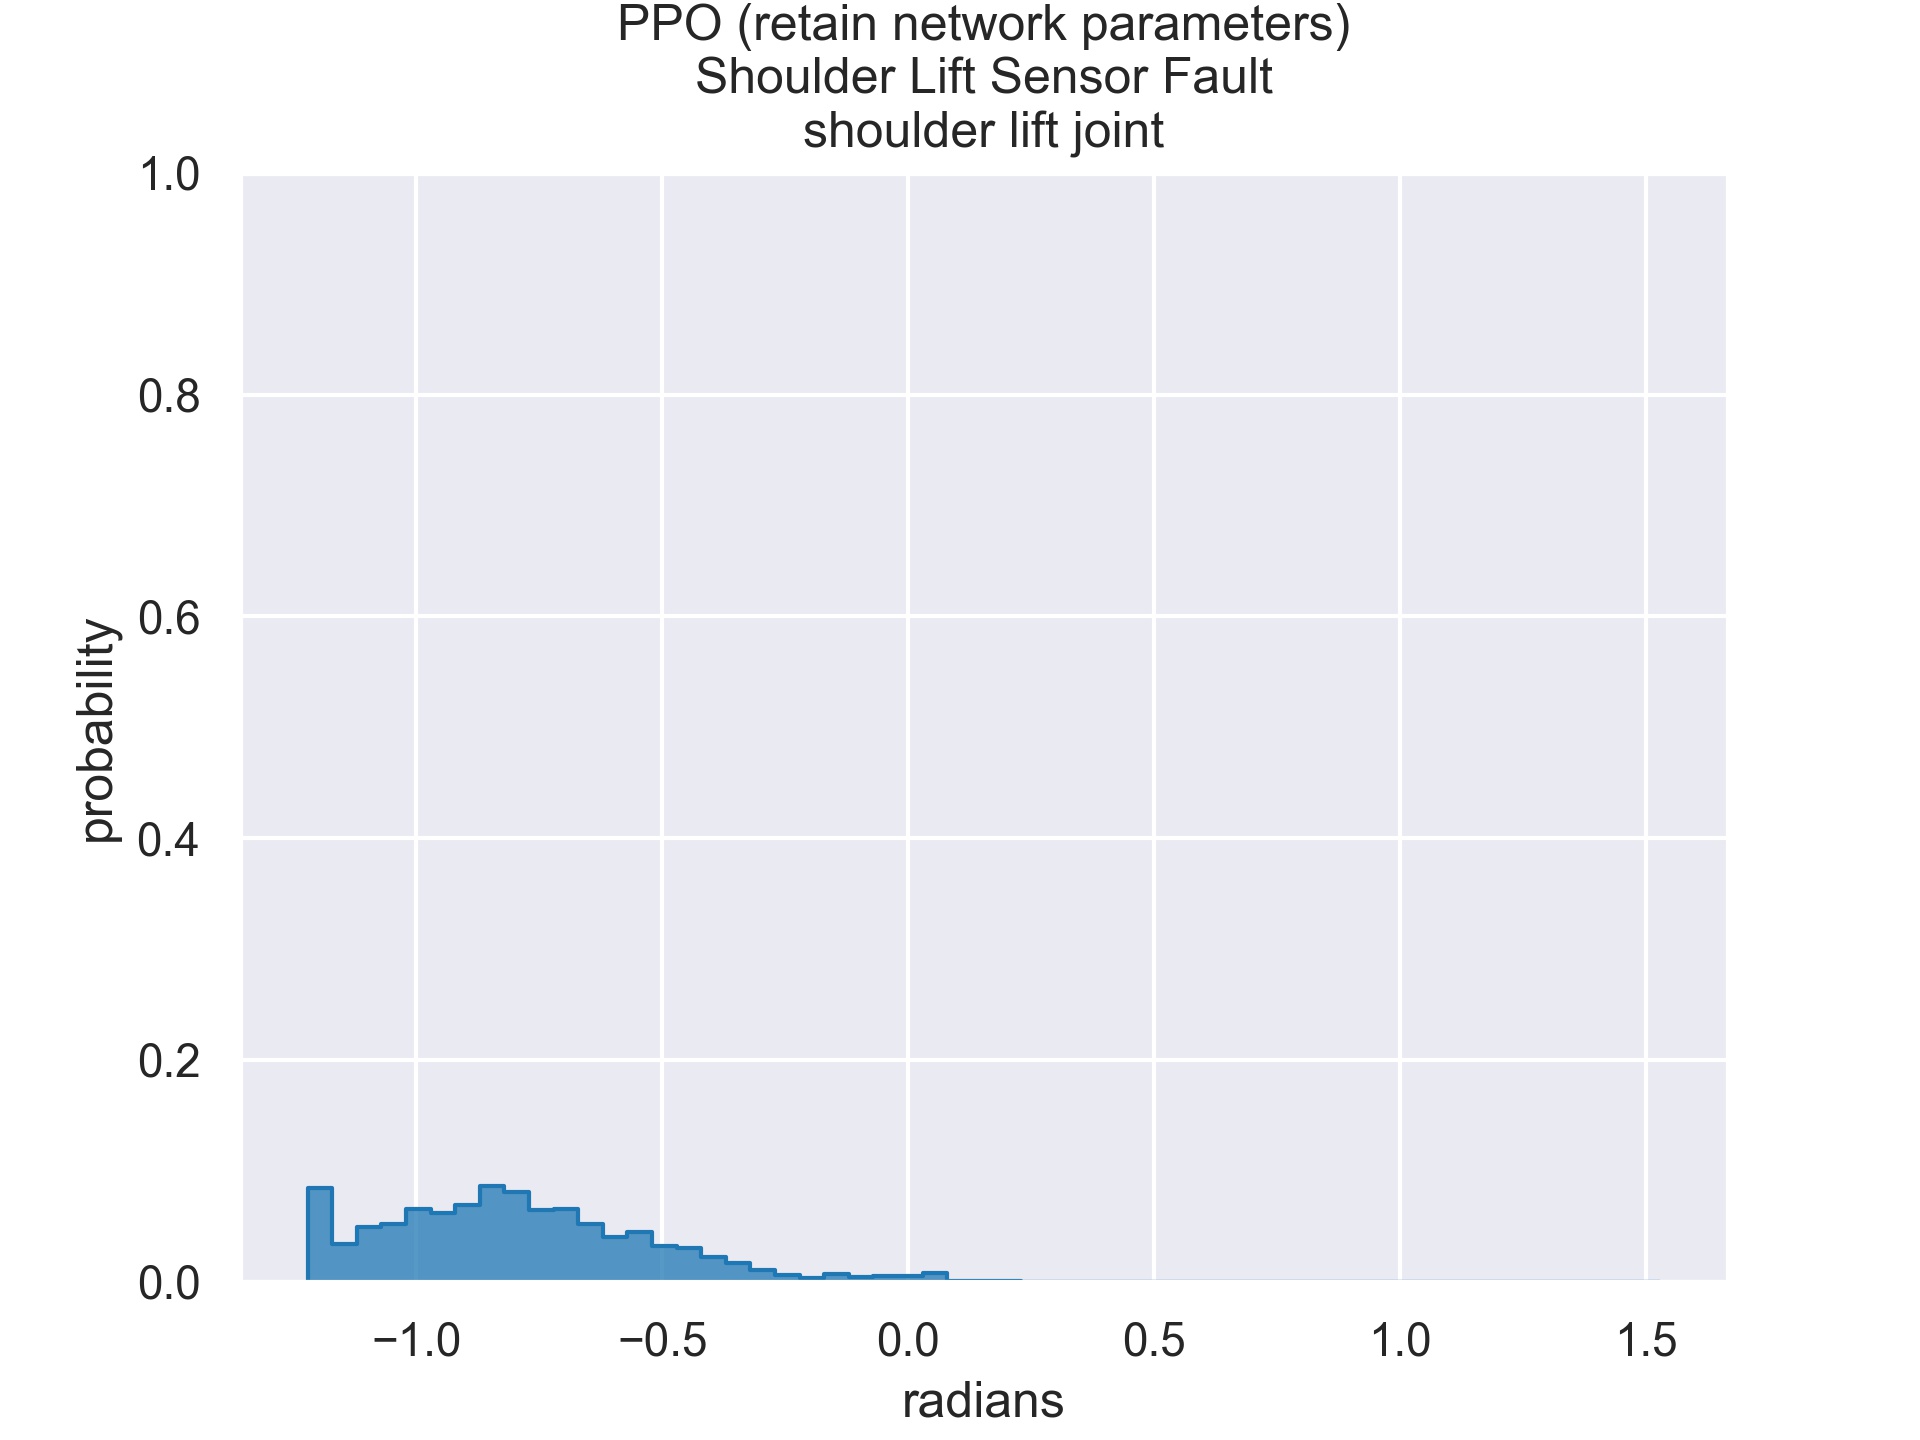 PPO (retain network parameters)
Shoulder Lift Sensor Fault
shoulder lift joint
1.0
0.8
0.6
0.4
0.2
0.0
probability
−1.0
−0.5
0.0
0.5
1.0
1.5
radians